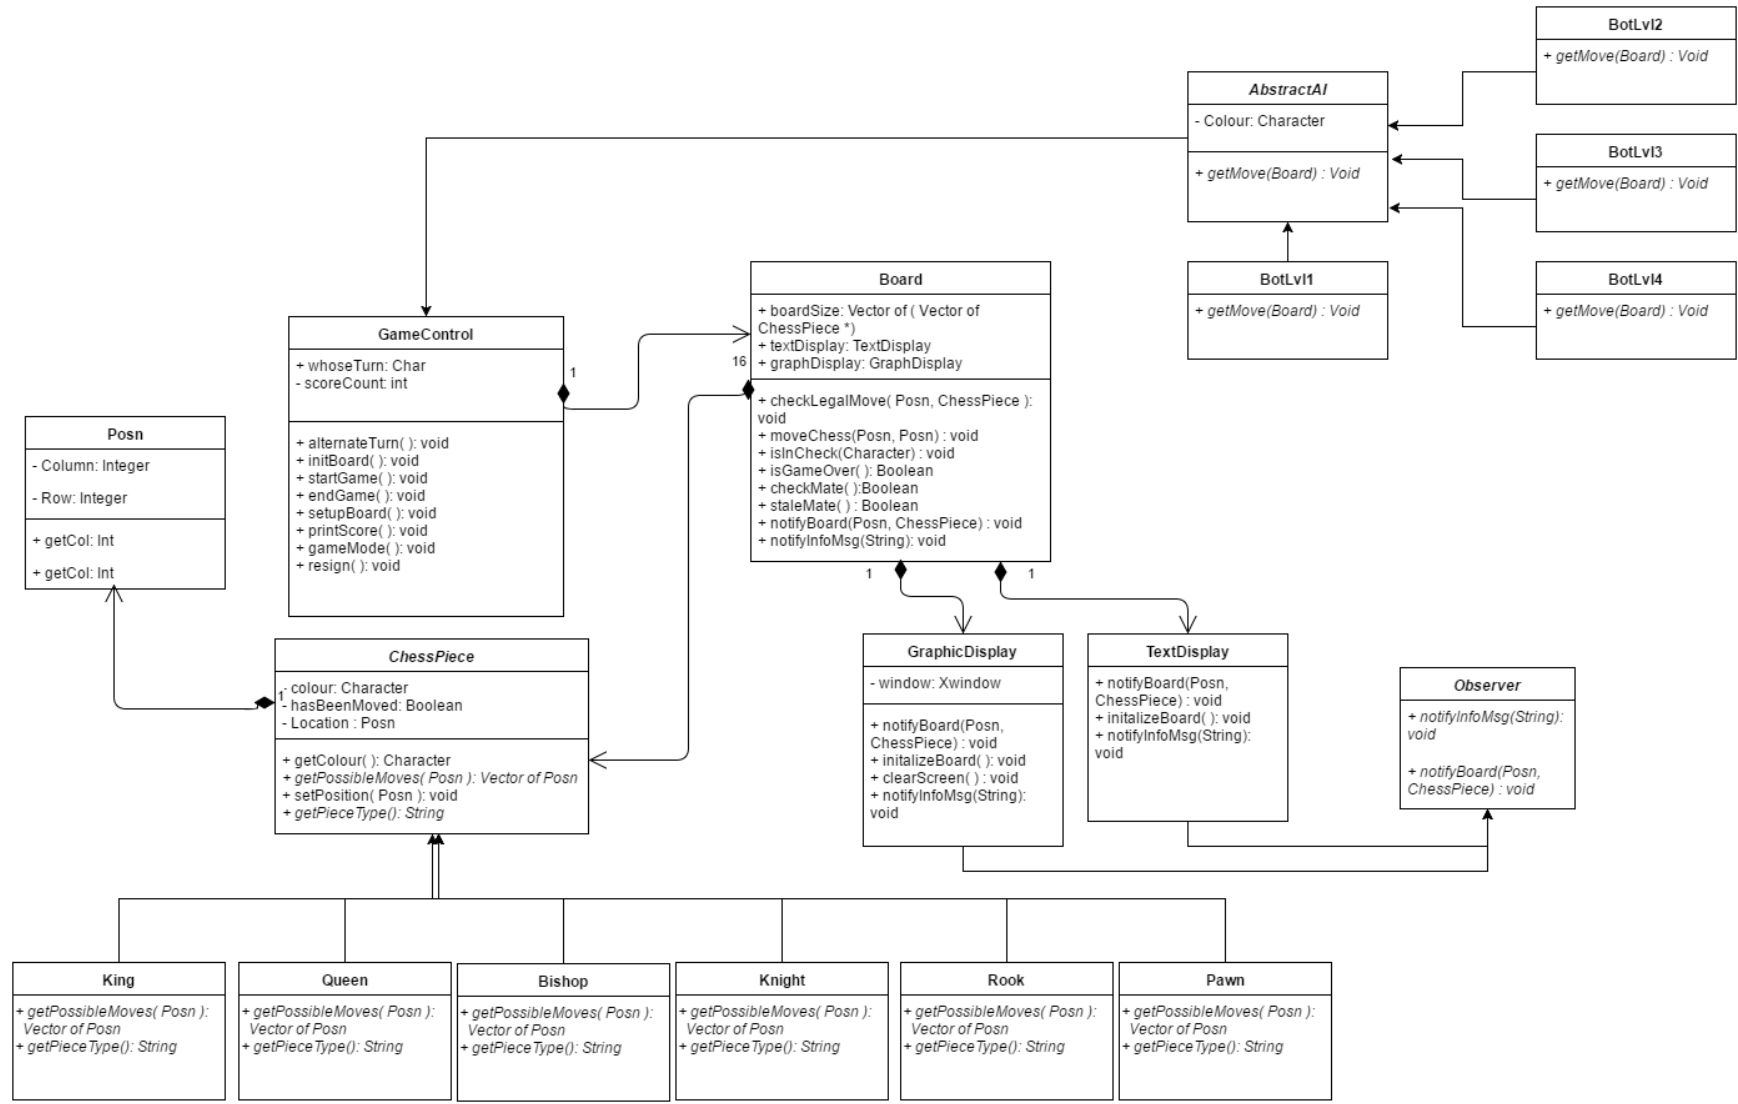 BotLvl2
+ getMove(Board) : Void
AbstractAI
- Colour: Character
+ getMove(Board) : Void
BotLvl3
+ getMove(Board) : Void
BotLvl1
+ getMove(Board) : Void
BotLvl4
+ getMove(Board) : Void
Board
+ boardSize: Vector of ( Vector of
ChessPiece *)
+ textDisplay: TextDisplay
+ graphDisplay: GraphDisplay
+ checkLegalMove( Posn, ChessPiece ):
void
+ moveChess(Posn, Posn) : void
+ isInCheck(Character) : void
+ isGameOver( ): Boolean
+ checkMate( ):Boolean
+ staleMate( ) : Boolean
+ notifyBoard(Posn, ChessPiece) : void
+ notifyInfoMsg(String): void
16
1
1
GameControl
+ whoseTurn: Char
- scoreCount: int
+ alternateTurn( ): void
+ initBoard( ): void
+ startGame( ): void
+ endGame( ): void
+ setupBoard( ): void
+ printScore( ): void
+ gameMode( ): void
+ resign( ): void
1
Posn
- Column: Integer
- Row: Integer
+ getCol: Int
+ getCol: Int
ChessPiece
- colour: Character
- hasBeenMoved: Boolean
- Location : Posn
+ getColour( ): Character
+ getPossibleMoves( Posn ): Vector of Posn
+ setPosition( Posn ): void
+ getPieceType(): String
1
GraphicDisplay
- window: Xwindow
+ notifyBoard(Posn,
ChessPiece) : void
+ initalizeBoard( ): void
+ clearScreen( ) : void
+ notifyInfoMsg(String):
void
TextDisplay
+ notifyBoard(Posn,
ChessPiece) : void
+ initalizeBoard( ): void
+ notifyInfoMsg(String):
void
Observer
+ notifyInfoMsg(String):
void
+ notifyBoard(Posn,
ChessPiece) : void
King
+ getPossibleMoves( Posn ):
Vector of Posn
+ getPieceType(): String
Queen
+ getPossibleMoves( Posn ):
Vector of Posn
+ getPieceType(): String
Bishop
+ getPossibleMoves( Posn ):
Vector of Posn
+ getPieceType(): String
Knight
+ getPossibleMoves( Posn ):
Vector of Posn
+ getPieceType(): String
Rook
+ getPossibleMoves( Posn ):
Vector of Posn
+ getPieceType(): String
Pawn
+ getPossibleMoves( Posn ):
Vector of Posn
+ getPieceType(): String